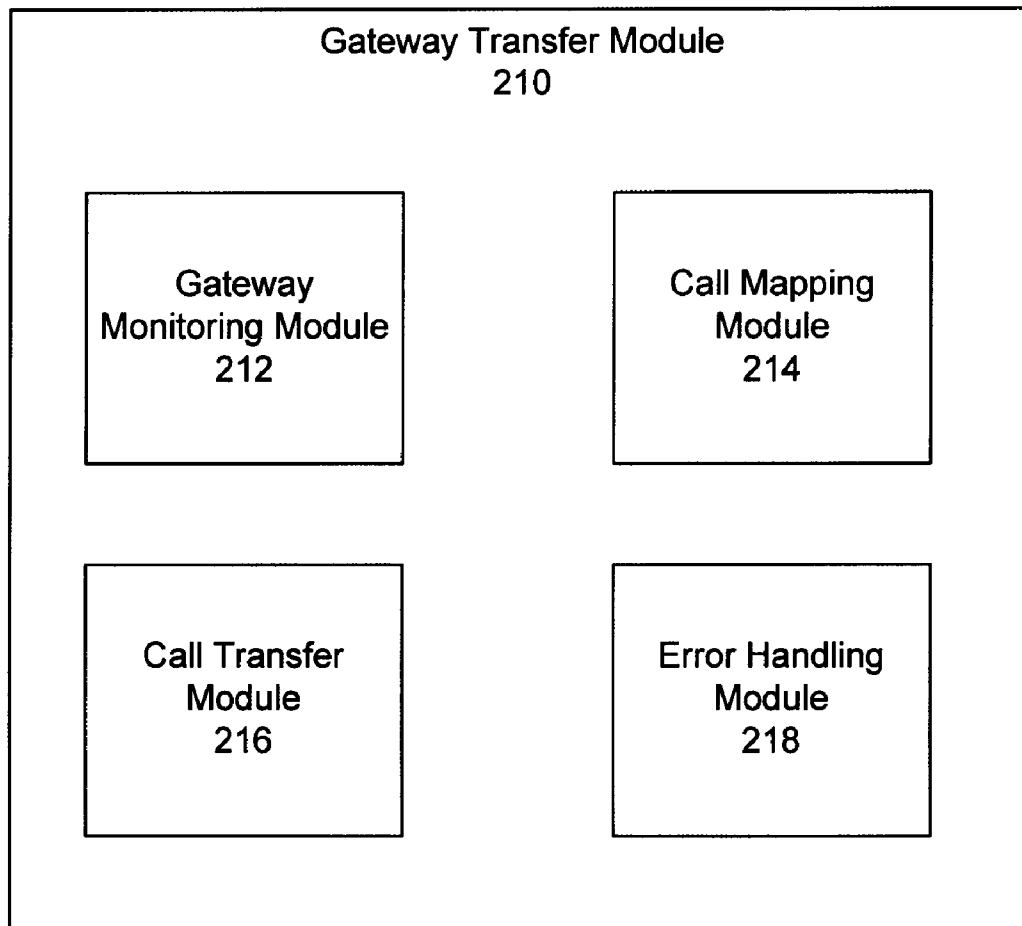 Gateway Transfer Module
210
Gateway
Monitoring Module
212
Call Mapping
Module
214
Call Transfer
Module
216
Error Handling
Module
218